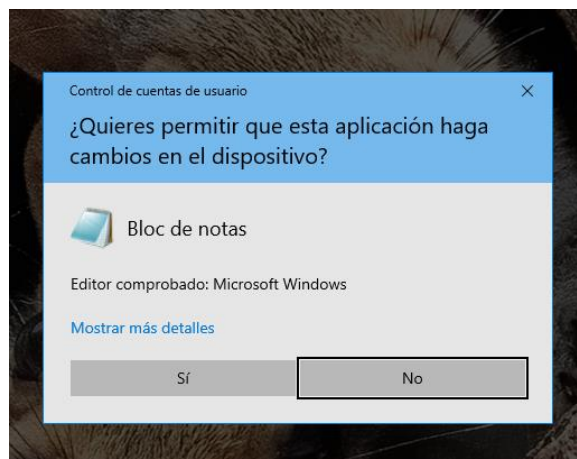 Control de cuentas de usuario
¿Quieres permitir que esta aplicación haga
cambios en el dispositivo?
Bloc de notas
Editor comprobado: Microsoft Windows
Mostrar más detalles
Sí
No